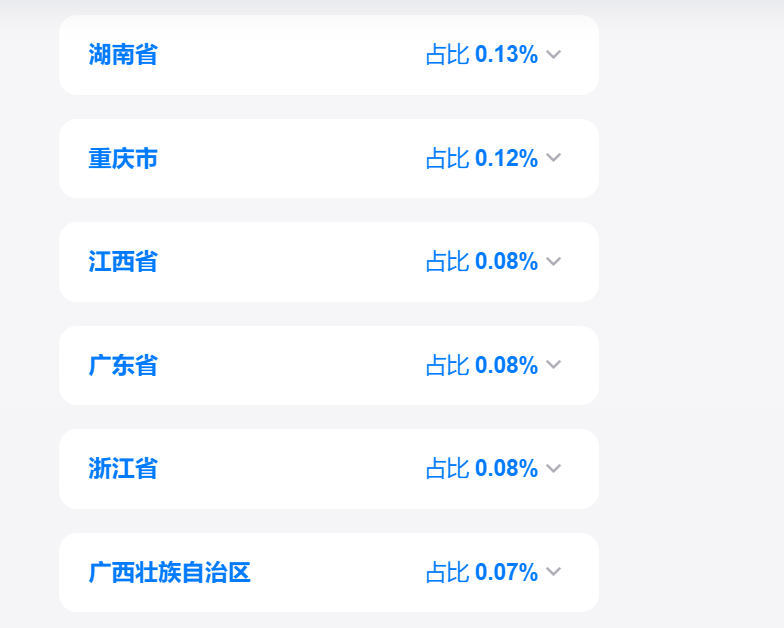 湖南省 占比 0.13%
重庆市 占比 0.12%
江西省 占比 0.08%
广东省 占比 0.08%
浙江省 占比 0.08%
广西壮族自治区 占比 0.07%